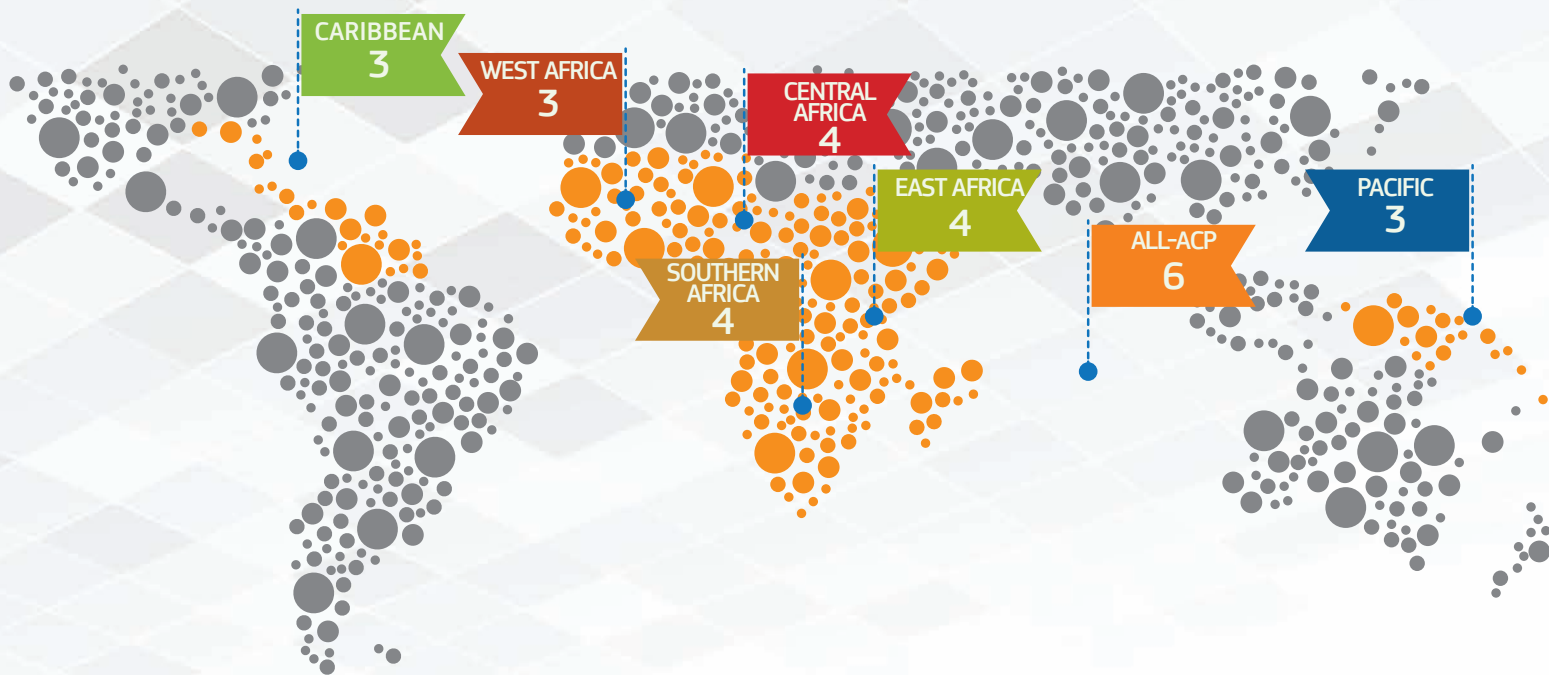 CARIBBEAN
3
WEST AFRICA
3
CENTRAL
AFRICA
4
EAST AFRICA
4
PACIFIC
3
ALL-ACP
6
SOUTHERN
AFRICA
4